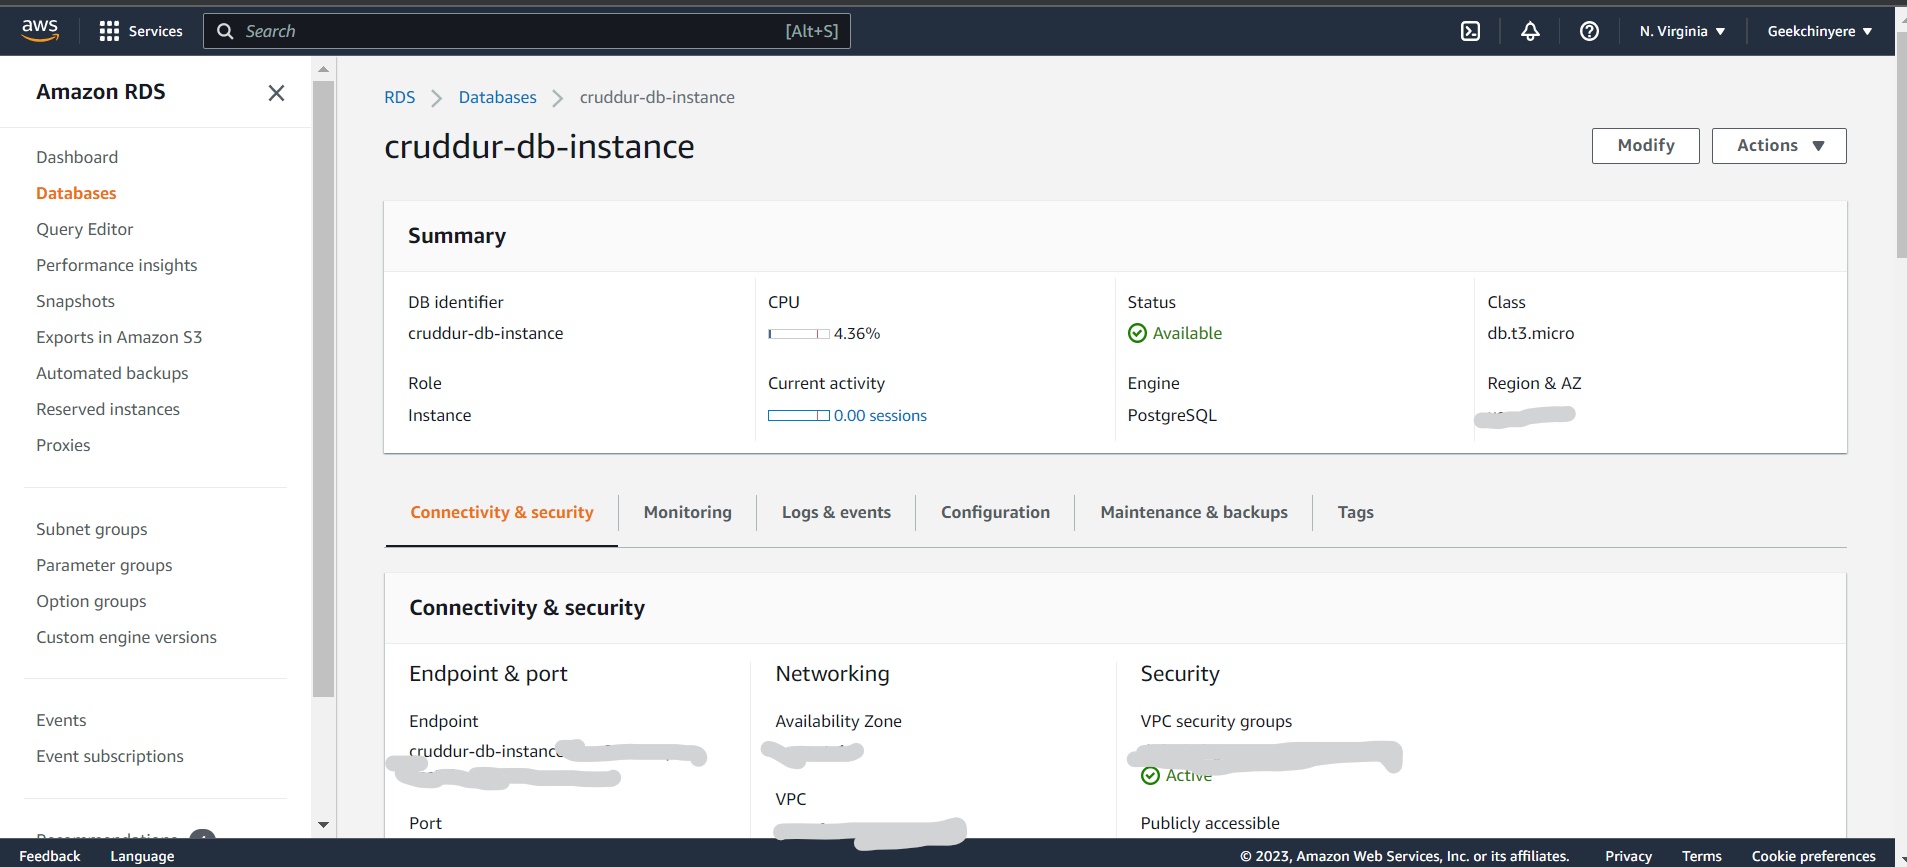 aws
Services
Search [Alt+S]
N. Virginia
Geekchinyere
Amazon RDS
Dashboard
Databases
Query Editor
Performance insights
Snapshots
Exports in Amazon S3
Automated backups
Reserved instances
Proxies
Subnet groups
Parameter groups
Option groups
Custom engine versions
Events
Event subscriptions
Recommendations
RDS > Databases > cruddur-db-instance
cruddur-db-instance
Modify
Actions
Summary
DB identifier
cruddur-db-instance
CPU
4.36%
Status
Available
Class
db.t3.micro
Role
Instance
Current activity
0.00 sessions
Engine
PostgreSQL
Region & AZ
Connectivity & security
Monitoring
Logs & events
Configuration
Maintenance & backups
Tags
Connectivity & security
Endpoint & port
Endpoint
cruddur-db-instance
Port
Networking
Availability Zone
VPC
Security
VPC security groups
Active
Publicly accessible
Feedback
Language
© 2023, Amazon Web Services, Inc. or its affiliates.
Privacy
Terms
Cookie preferences